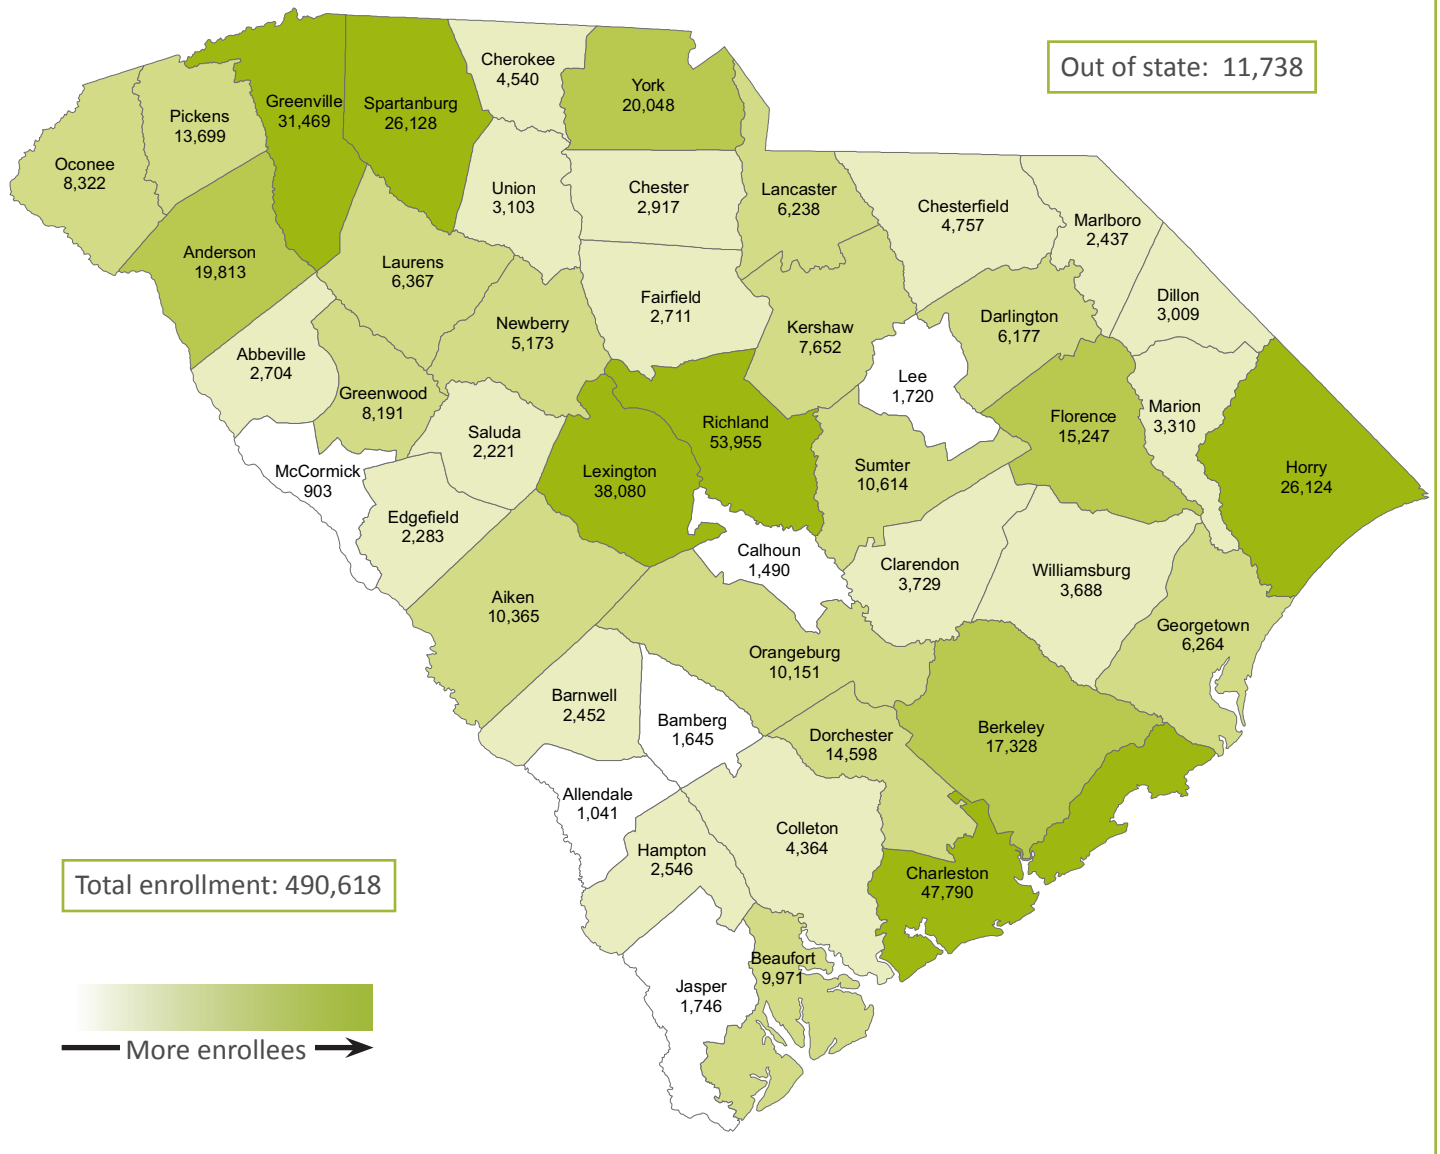 Cherokee
4,540
York
20,048
Out of state: 11,738
Greenville
31,469
Spartanburg
26,128
Pickens
13,699
Oconee
8,322
Union
3,103
Chester
2,917
Lancaster
6,238
Chesterfield
4,757
Marlboro
2,437
Anderson
19,813
Laurens
6,367
Fairfield
2,711
Dillon
3,009
Newberry
5,173
Kershaw
7,652
Darlington
6,177
Abbeville
2,704
Greenwood
8,191
Lee
1,720
Saluda
2,221
Richland
53,955
Florence
15,247
Marion
3,310
McCormick
903
Lexington
38,080
Sumter
10,614
Horry
26,124
Edgefield
2,283
Calhoun
1,490
Clarendon
3,729
Williamsburg
3,688
Aiken
10,365
Georgetown
6,264
Orangeburg
10,151
Barnwell
2,452
Bamberg
1,645
Dorchester
14,598
Berkeley
17,328
Allendale
1,041
Colleton
4,364
Hampton
2,546
Charleston
47,790
Total enrollment: 490,618
Beaufort
9,971
Jasper
1,746
More enrollees